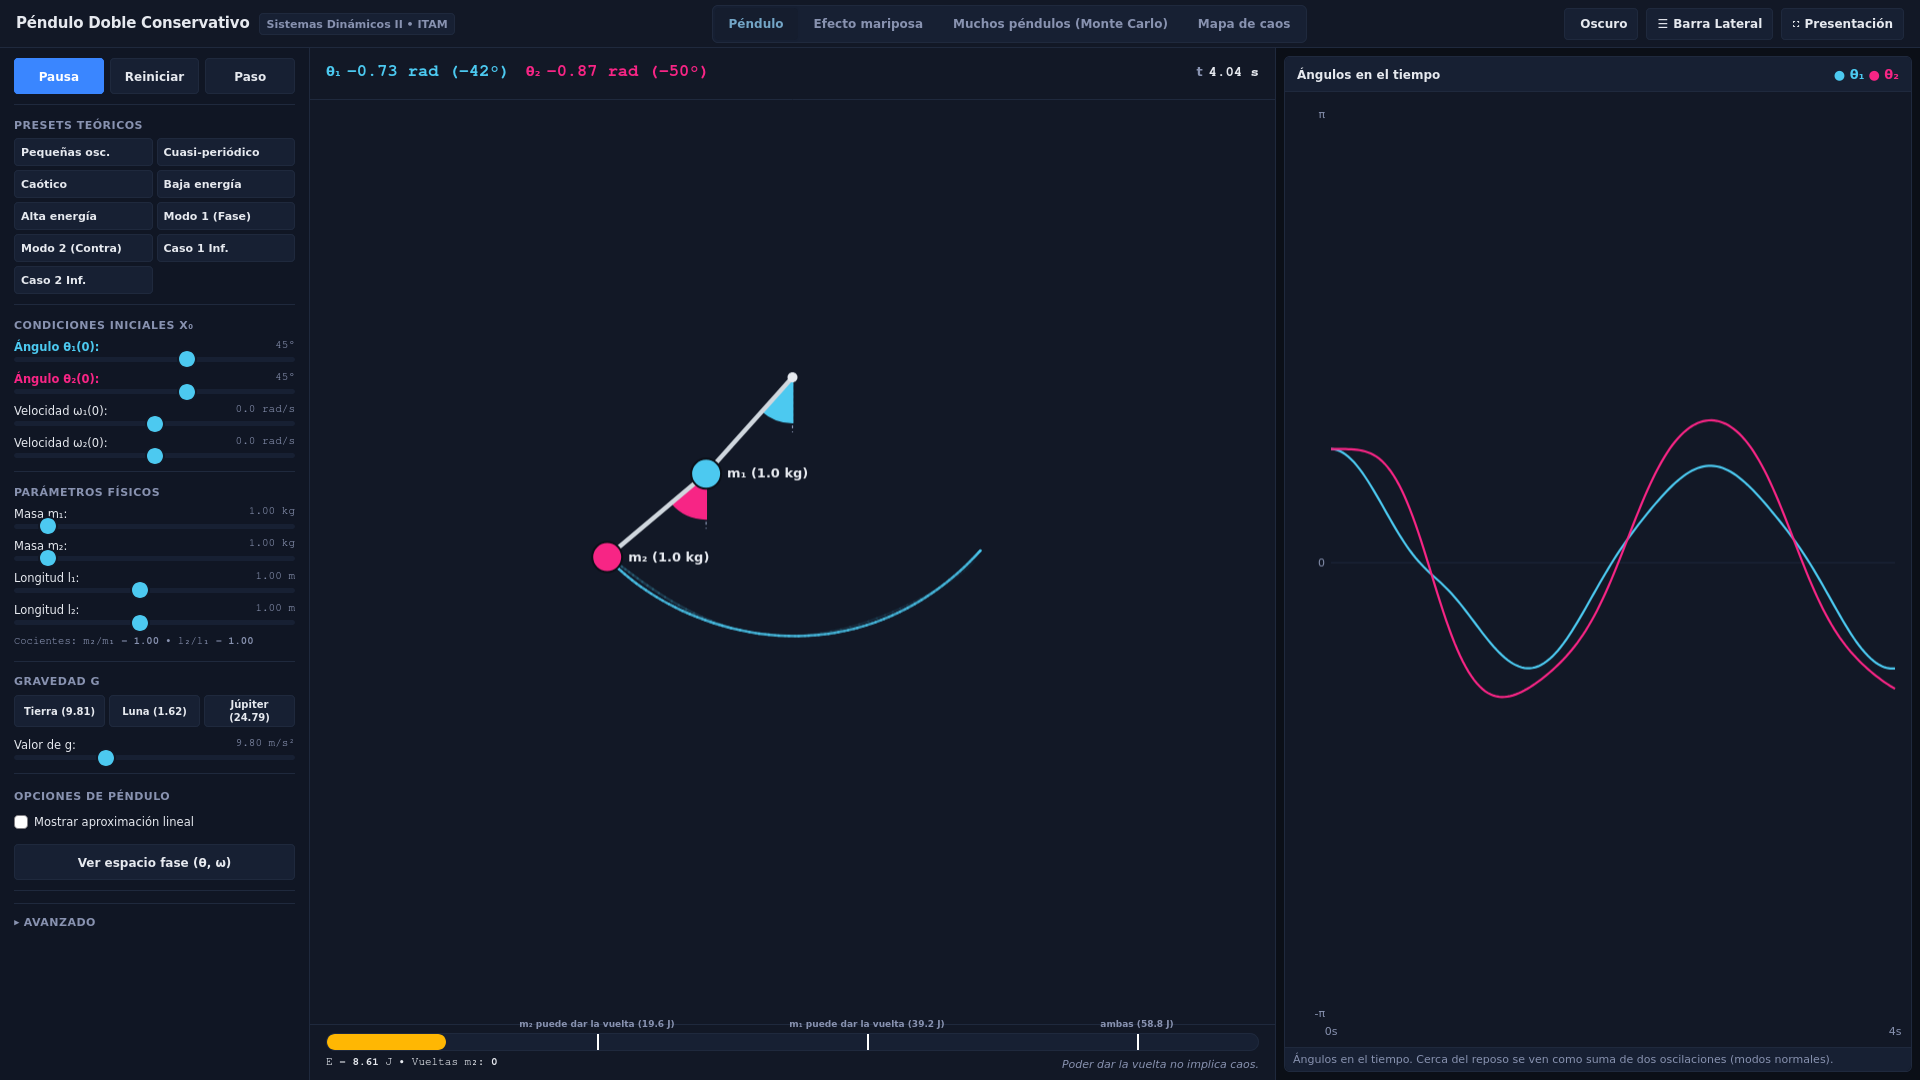 Péndulo Doble Conservativo
Sistemas Dinámicos II • ITAM
Péndulo
Efecto mariposa
Muchos péndulos (Monte Carlo)
Mapa de caos
Oscuro
☰ Barra Lateral
∷ Presentación
Pausa
Reiniciar
Paso
PRESETS TEÓRICOS
Pequeñas osc.
Cuasi-periódico
Caótico
Baja energía
Alta energía
Modo 1 (Fase)
Modo 2 (Contra)
Caso 1 Inf.
Caso 2 Inf.
CONDICIONES INICIALES X₀
Ángulo θ₁(0): 45°
Ángulo θ₂(0): 45°
Velocidad ω₁(0): 0.0 rad/s
Velocidad ω₂(0): 0.0 rad/s
PARÁMETROS FÍSICOS
Masa m₁: 1.00 kg
Masa m₂: 1.00 kg
Longitud l₁: 1.00 m
Longitud l₂: 1.00 m
Cocientes: m₂/m₁ = 1.00 • l₂/l₁ = 1.00
GRAVEDAD G
Tierra (9.81)
Luna (1.62)
Júpiter
(24.79)
Valor de g: 9.80 m/s²
OPCIONES DE PÉNDULO
Mostrar aproximación lineal
Ver espacio fase (θ, ω)
▸ AVANZADO
θ₁ −0.73 rad (−42°) θ₂ −0.87 rad (−50°)
t 4.04 s
m₁ (1.0 kg)
m₂ (1.0 kg)
m₂ puede dar la vuelta (19.6 J)
m₁ puede dar la vuelta (39.2 J)
ambas (58.8 J)
E = 8.61 J • Vueltas m₂: 0
Poder dar la vuelta no implica caos.
Ángulos en el tiempo
● θ₁ ● θ₂
π
0
-π
0s
4s
Ángulos en el tiempo. Cerca del reposo se ven como suma de dos oscilaciones (modos normales).